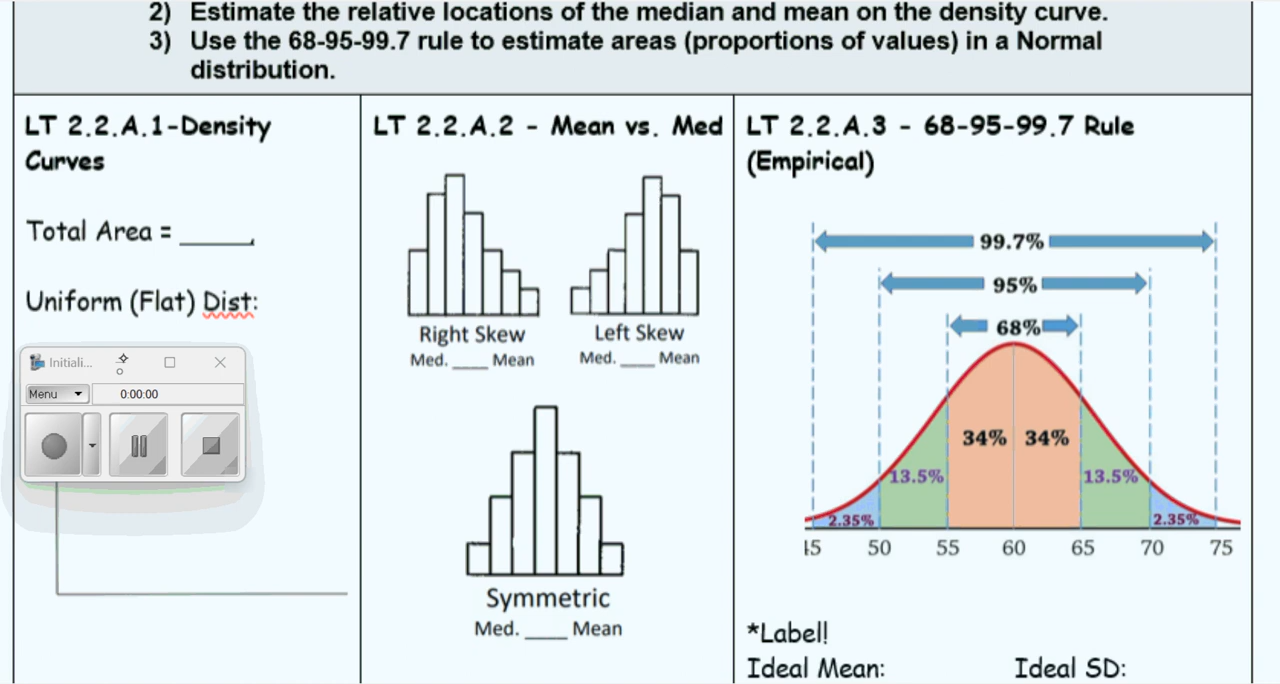 2) Estimate the relative locations of the median and mean on the density curve.
3) Use the 68-95-99.7 rule to estimate areas (proportions of values) in a Normal
distribution.
LT 2.2.A.1-Density
Curves
Total Area = ______.
Uniform (Flat) Dist:
Initiali...
Menu
0:00:00
LT 2.2.A.2 - Mean vs. Med
Right Skew
Med. ____ Mean
Left Skew
Med. ____ Mean
Symmetric
Med. ____ Mean
LT 2.2.A.3 - 68-95-99.7 Rule
(Empirical)
99.7%
95%
68%
34% 34%
13.5% 13.5%
2.35% 2.35%
45 50 55 60 65 70 75
*Label!
Ideal Mean: Ideal SD: